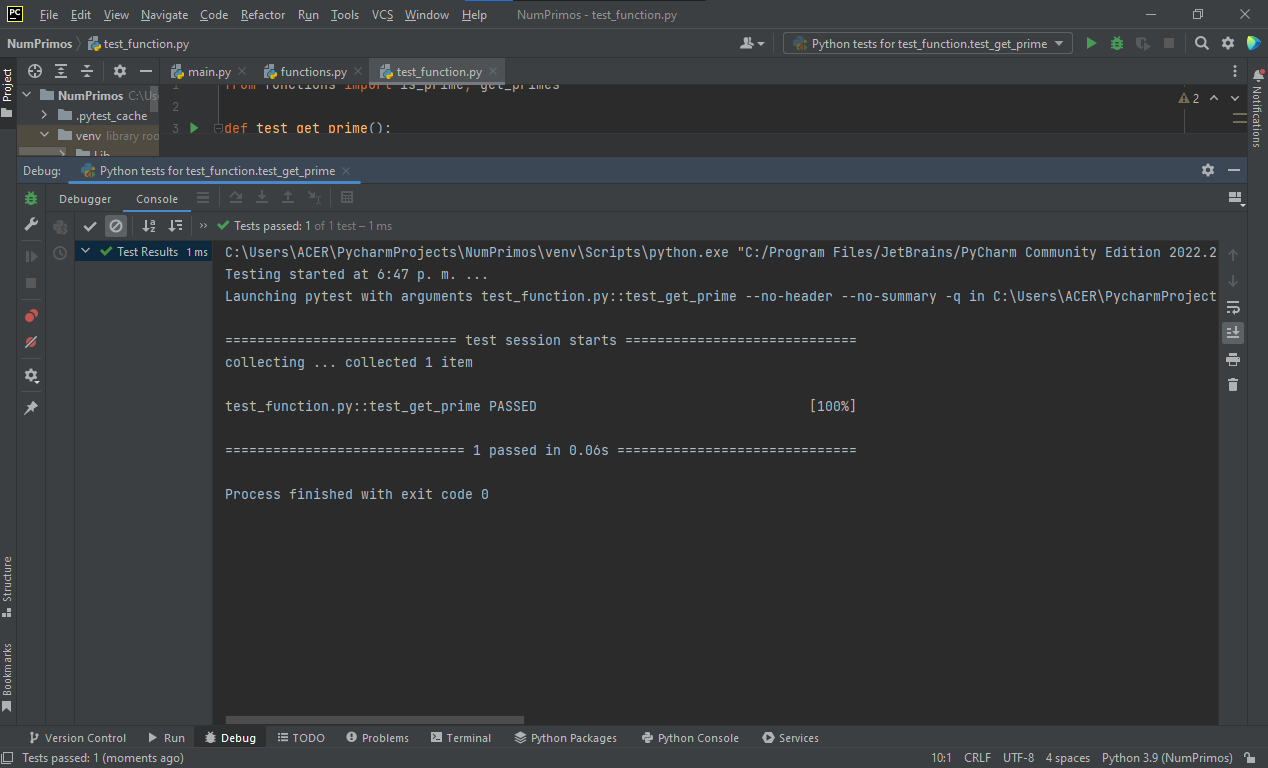 PC File Edit View Navigate Code Refactor Run Tools VCS Window Help NumPrimos - test_function.py
NumPrimos test_function.py Python tests for test_function.test_get_prime
Project
main.py functions.py test_function.py
NumPrimos C:\Us
.pytest_cache
venv library roo
Lib
1 from functions import is_prime, get_primes
2
3 def test_get_prime():
2
Notifications
Debug: Python tests for test_function.test_get_prime
Debugger Console
Tests passed: 1 of 1 test – 1 ms
Test Results 1 ms
C:\Users\ACER\PycharmProjects\NumPrimos\venv\Scripts\python.exe "C:/Program Files/JetBrains/PyCharm Community Edition 2022.2
Testing started at 6:47 p. m. ...
Launching pytest with arguments test_function.py::test_get_prime --no-header --no-summary -q in C:\Users\ACER\PycharmProject
============================= test session starts =============================
collecting ... collected 1 item
test_function.py::test_get_prime PASSED [100%]
============================== 1 passed in 0.06s ==============================
Process finished with exit code 0
Structure
Bookmarks
Version Control Run Debug TODO Problems Terminal Python Packages Python Console Services
Tests passed: 1 (moments ago) 10:1 CRLF UTF-8 4 spaces Python 3.9 (NumPrimos)